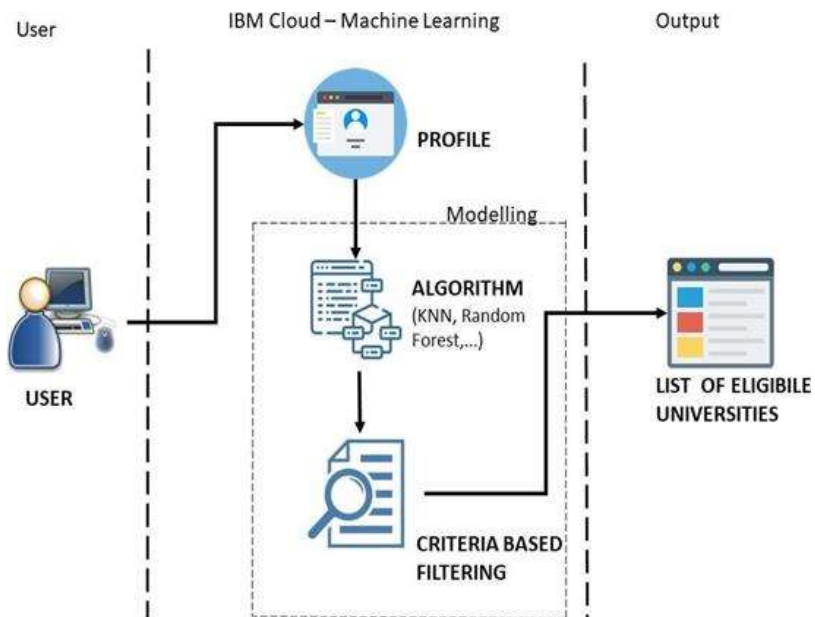 User
IBM Cloud – Machine Learning
Output
PROFILE
Modelling
ALGORITHM
(KNN, Random
Forest,...)
USER
LIST OF ELIGIBILE
UNIVERSITIES
CRITERIA BASED
FILTERING